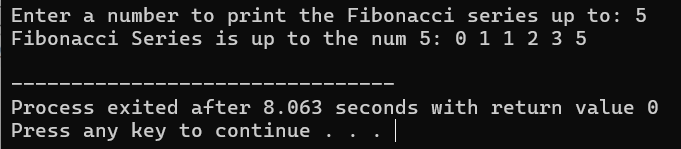 Enter a number to print the Fibonacci series up to: 5
Fibonacci Series is up to the num 5: 0 1 1 2 3 5
--------------------------------
Process exited after 8.063 seconds with return value 0
Press any key to continue . . .